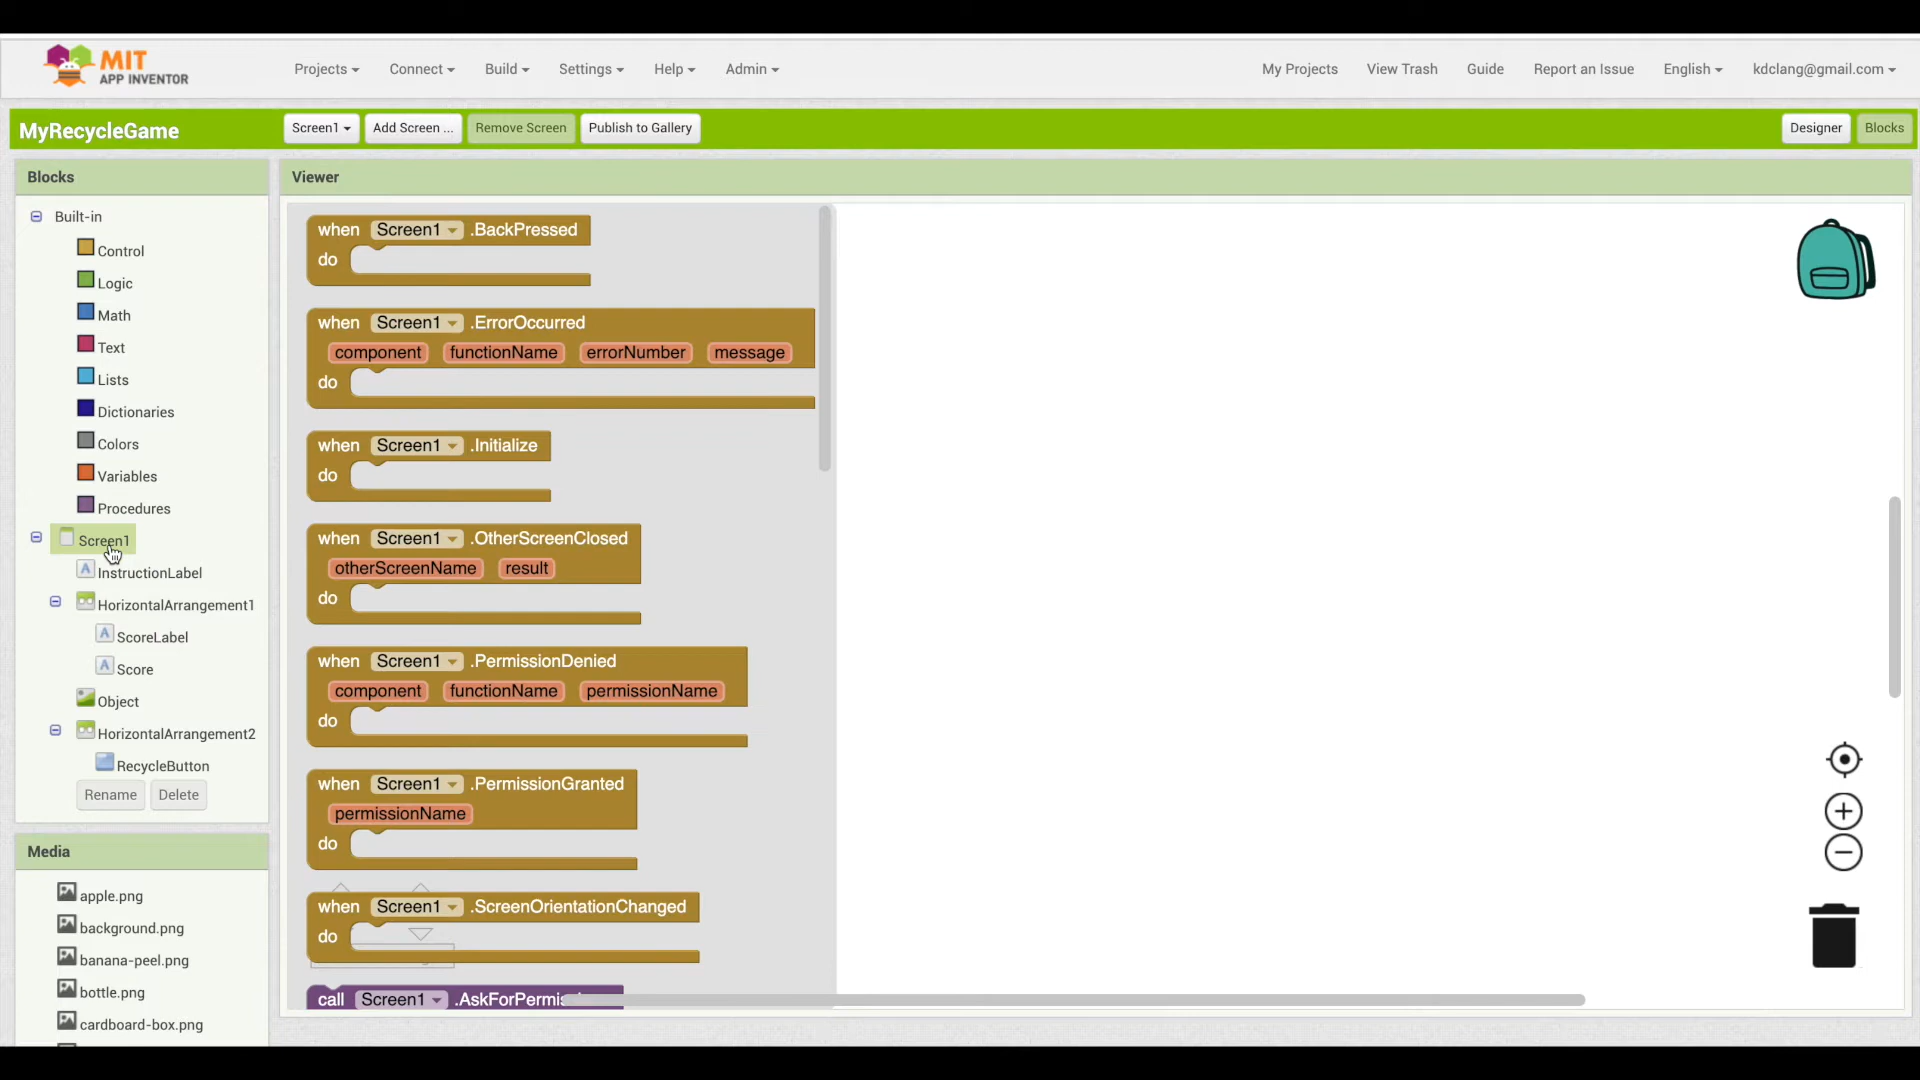 MIT
APP INVENTOR
Projects Connect Build Settings Help Admin My Projects View Trash Guide Report an Issue English kdclang@gmail.com
MyRecycleGame Screen1 Add Screen ... Remove Screen Publish to Gallery Designer Blocks
Blocks
Built-in
Control
Logic
Math
Text
Lists
Dictionaries
Colors
Variables
Procedures
Screen1
A InstructionLabel
HorizontalArrangement1
A ScoreLabel
A Score
Object
HorizontalArrangement2
RecycleButton
Rename Delete
Media
apple.png
background.png
banana-peel.png
bottle.png
cardboard-box.png
Viewer
when Screen1 .BackPressed
do
when Screen1 .ErrorOccurred
component functionName errorNumber message
do
when Screen1 .Initialize
do
when Screen1 .OtherScreenClosed
otherScreenName result
do
when Screen1 .PermissionDenied
component functionName permissionName
do
when Screen1 .PermissionGranted
permissionName
do
when Screen1 .ScreenOrientationChanged
do
call Screen1